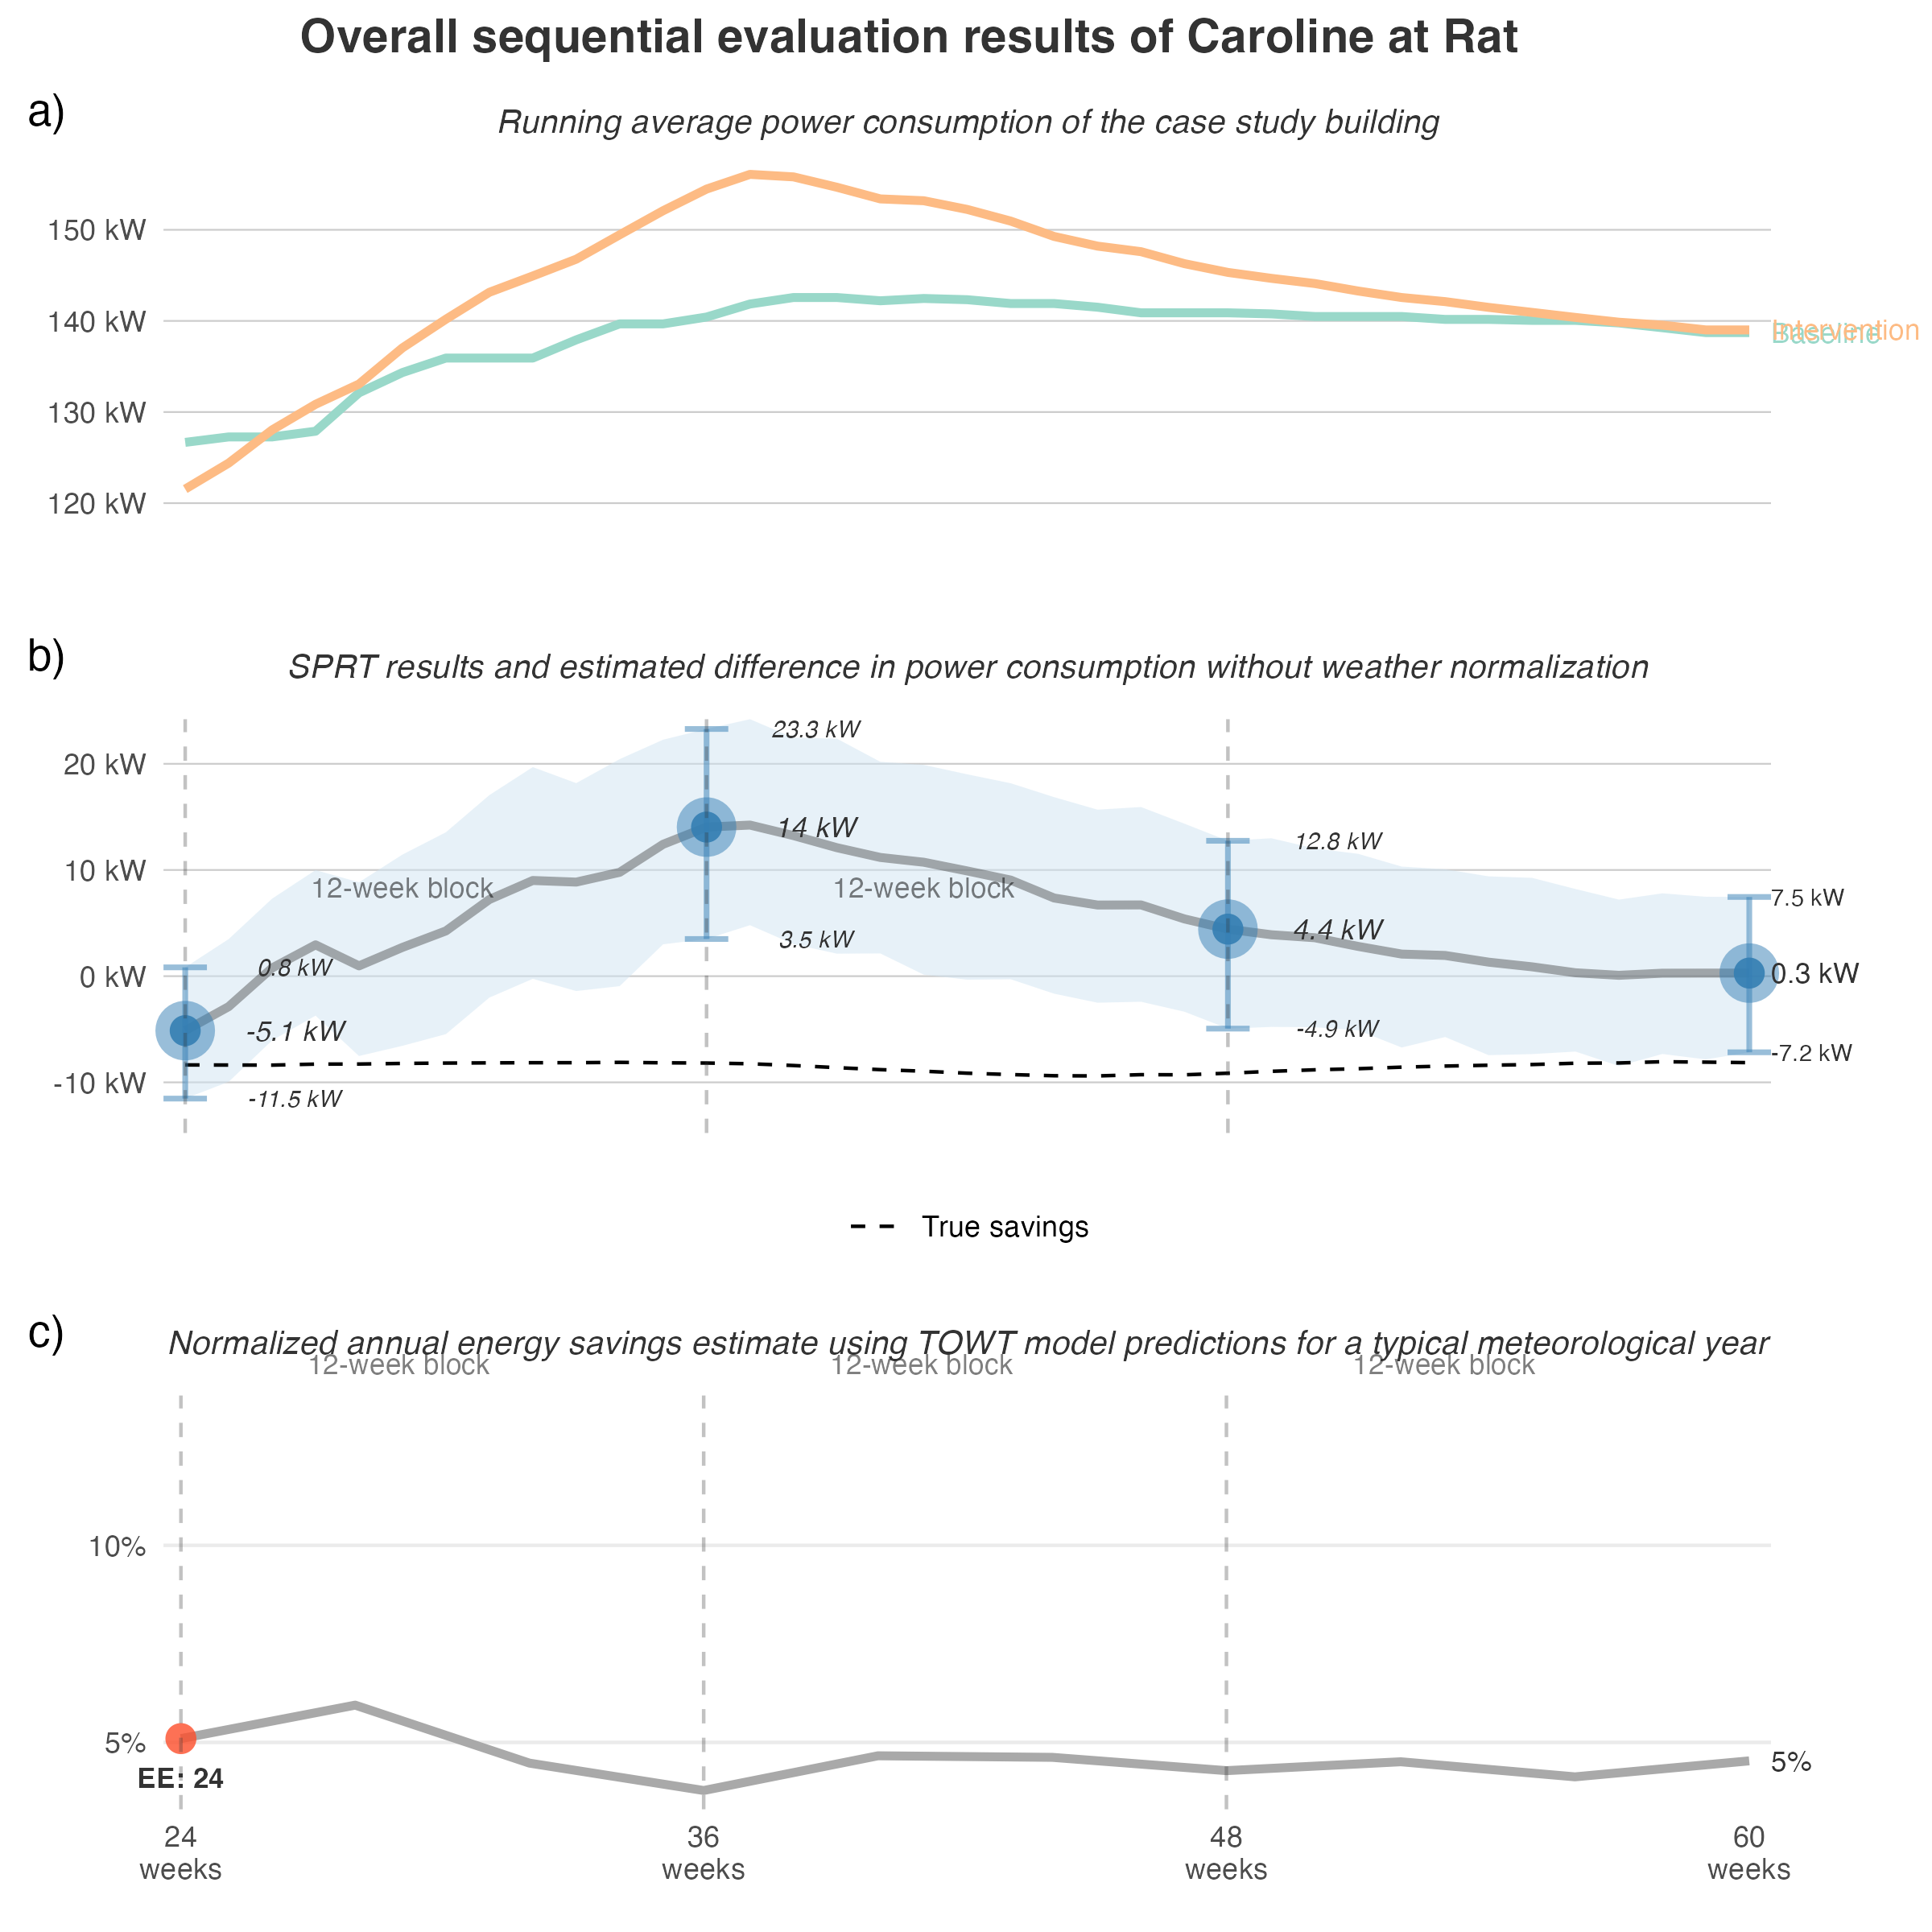 Overall sequential evaluation results of Caroline at Rat
a)
Running average power consumption of the case study building
150 kW
140 kW
130 kW
120 kW
Intervention
Baseline
b)
SPRT results and estimated difference in power consumption without weather normalization
20 kW
10 kW
0 kW
-10 kW
12-week block
12-week block
0.8 kW
-5.1 kW
-11.5 kW
23.3 kW
14 kW
3.5 kW
12.8 kW
4.4 kW
-4.9 kW
7.5 kW
0.3 kW
-7.2 kW
True savings
c)
Normalized annual energy savings estimate using TOWT model predictions for a typical meteorological year
12-week block
12-week block
12-week block
10%
5%
EE: 24
5%
24
weeks
36
weeks
48
weeks
60
weeks